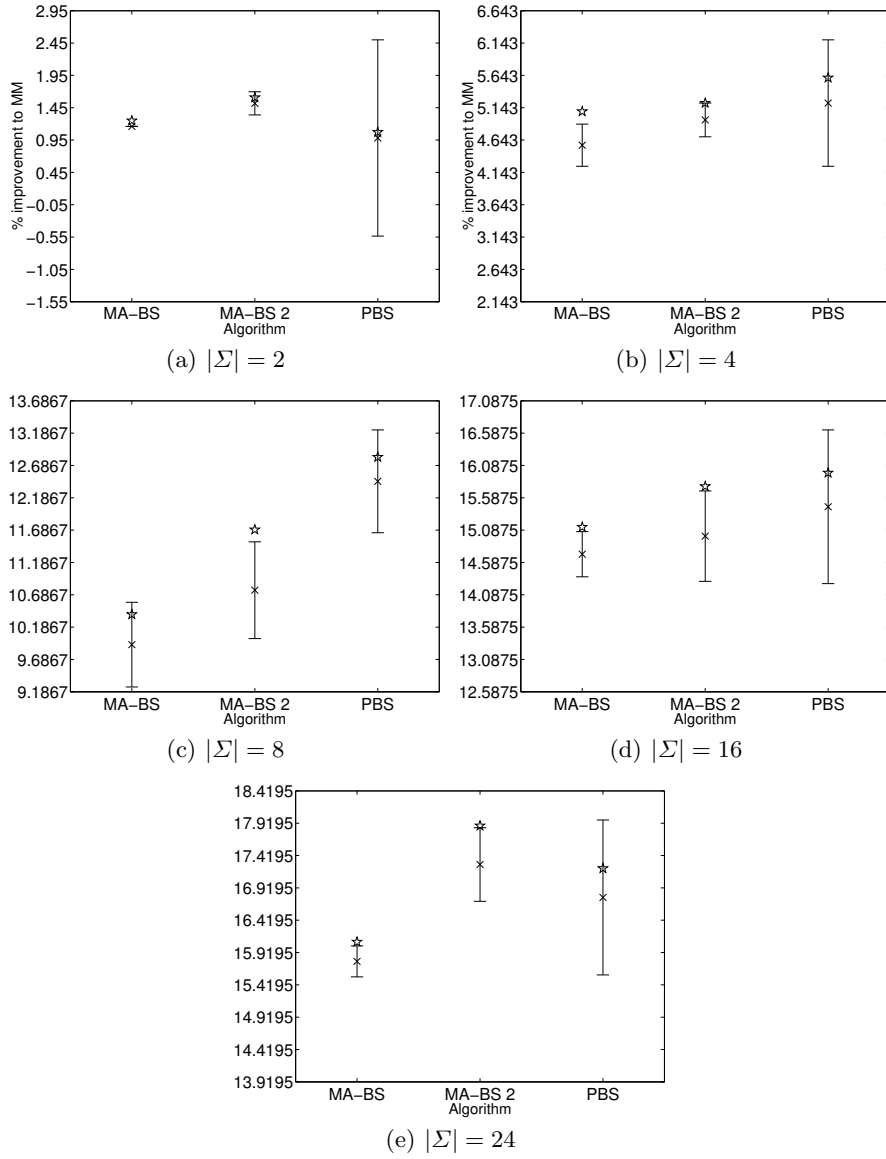 2.95
2.45
1.95
1.45
0.95
0.45
−0.05
−0.55
−1.05
−1.55
% improvement to MM
MA−BS
MA−BS 2
PBS
Algorithm
(a) |Σ| = 2
6.643
6.143
5.643
5.143
4.643
4.143
3.643
3.143
2.643
2.143
% improvement to MM
MA−BS
MA−BS 2
PBS
Algorithm
(b) |Σ| = 4
13.6867
13.1867
12.6867
12.1867
11.6867
11.1867
10.6867
10.1867
9.6867
9.1867
MA−BS
MA−BS 2
PBS
Algorithm
(c) |Σ| = 8
17.0875
16.5875
16.0875
15.5875
15.0875
14.5875
14.0875
13.5875
13.0875
12.5875
MA−BS
MA−BS 2
PBS
Algorithm
(d) |Σ| = 16
18.4195
17.9195
17.4195
16.9195
16.4195
15.9195
15.4195
14.9195
14.4195
13.9195
MA−BS
MA−BS 2
PBS
Algorithm
(e) |Σ| = 24